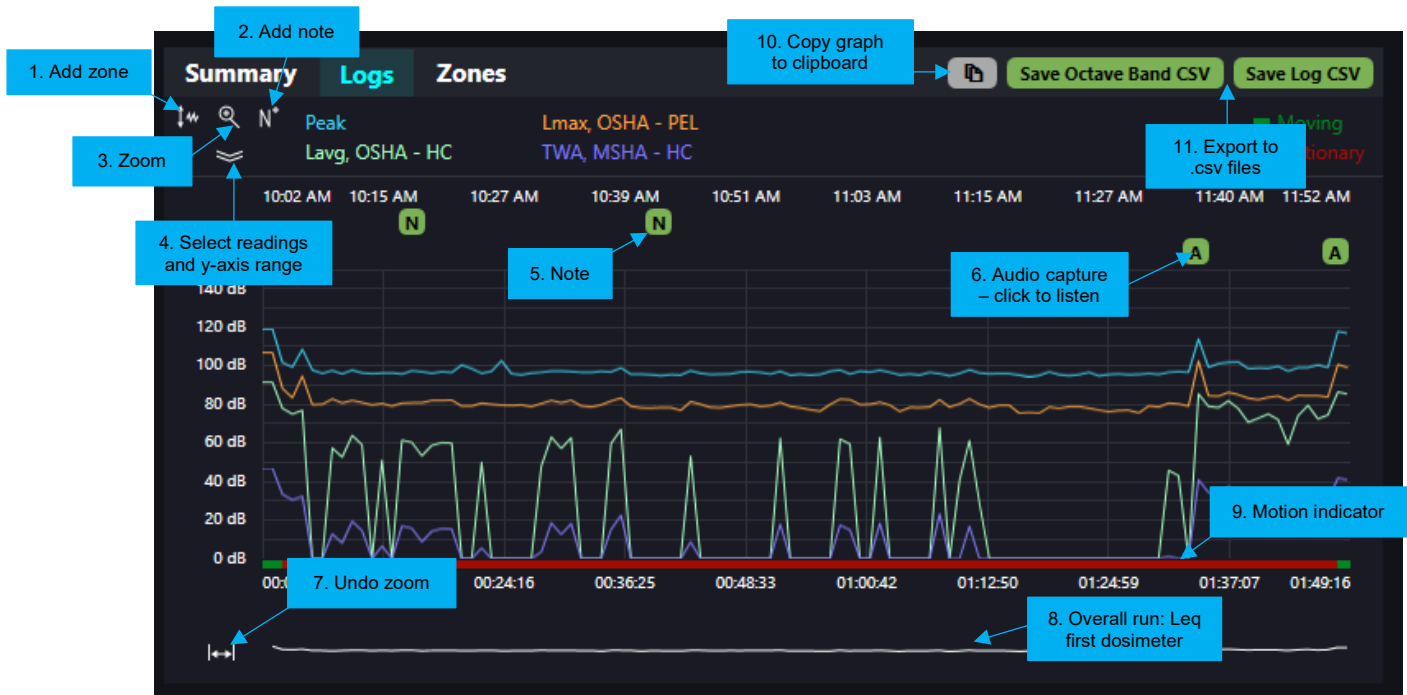 1. Add zone
2. Add note
10. Copy graph
to clipboard
Summary
Logs
Zones
Save Octave Band CSV
Save Log CSV
N+
3. Zoom
Peak
Lmax, OSHA - PEL
Moving
Lavg, OSHA - HC
TWA, MSHA - HC
11. Export to
.csv files
10:02 AM 10:15 AM 10:27 AM 10:39 AM 10:51 AM 11:03 AM 11:15 AM 11:27 AM 11:40 AM 11:52 AM
N
N
4. Select readings
and y-axis range
5. Note
6. Audio capture
– click to listen
A
A
140 dB
120 dB
100 dB
80 dB
60 dB
40 dB
20 dB
0 dB
9. Motion indicator
7. Undo zoom
00:24:16 00:36:25 00:48:33 01:00:42 01:12:50 01:24:59 01:37:07 01:49:16
8. Overall run: Leq
first dosimeter